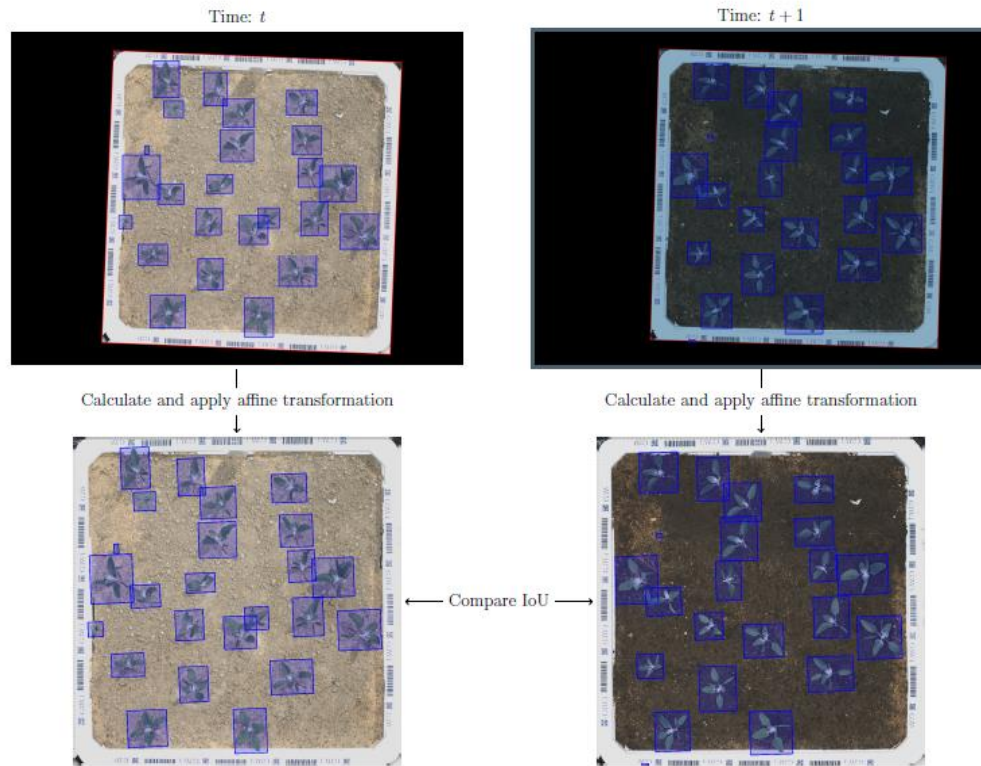 Time: t
Time: t + 1
Calculate and apply affine transformation
Calculate and apply affine transformation
Compare IoU